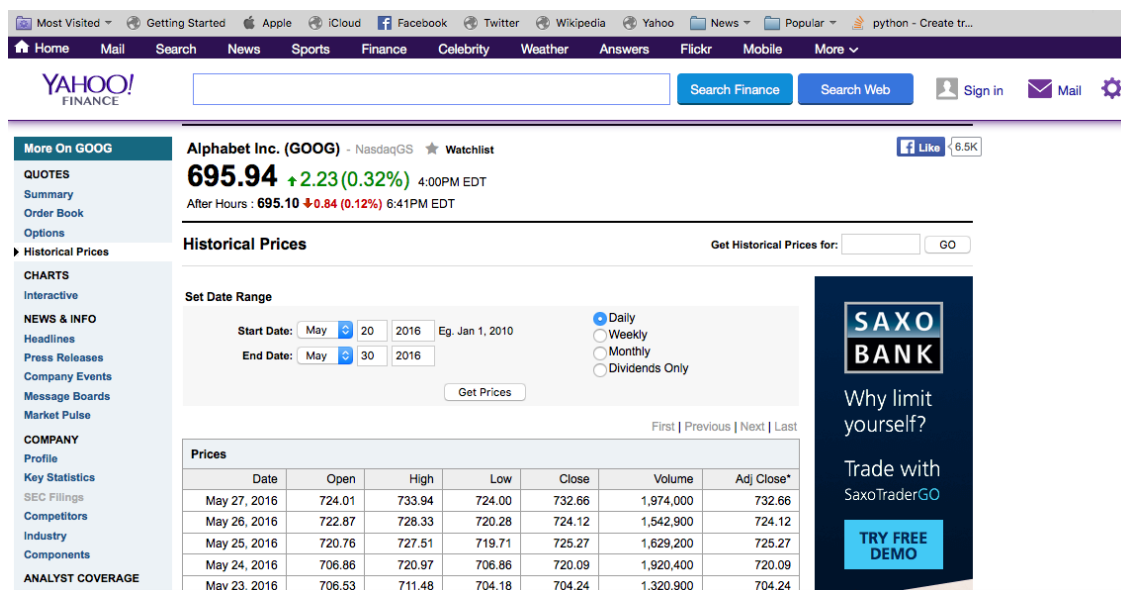 Most Visited Getting Started Apple iCloud Facebook Twitter Wikipedia Yahoo News Popular python - Create tr...
Home Mail Search News Sports Finance Celebrity Weather Answers Flickr Mobile More
YAHOO!
FINANCE
Search Finance Search Web Sign in Mail
More On GOOG
QUOTES
Summary
Order Book
Options
Historical Prices
CHARTS
Interactive
NEWS & INFO
Headlines
Press Releases
Company Events
Message Boards
Market Pulse
COMPANY
Profile
Key Statistics
SEC Filings
Competitors
Industry
Components
ANALYST COVERAGE
Alphabet Inc. (GOOG) - NasdaqGS Watchlist
Like 6.5K
695.94 2.23 (0.32%) 4:00PM EDT
After Hours : 695.10 0.84 (0.12%) 6:41PM EDT
Historical Prices
Get Historical Prices for: GO
Set Date Range
Start Date: May 20 2016 Eg. Jan 1, 2010
End Date: May 30 2016
Daily
Weekly
Monthly
Dividends Only
Get Prices
First | Previous | Next | Last
Prices
Date Open High Low Close Volume Adj Close*
May 27, 2016 724.01 733.94 724.00 732.66 1,974,000 732.66
May 26, 2016 722.87 728.33 720.28 724.12 1,542,900 724.12
May 25, 2016 720.76 727.51 719.71 725.27 1,629,200 725.27
May 24, 2016 706.86 720.97 706.86 720.09 1,920,400 720.09
May 23, 2016 706.53 711.48 704.18 704.24 1,320,900 704.24
SAXO
BANK
Why limit
yourself?
Trade with
SaxoTraderGO
TRY FREE
DEMO